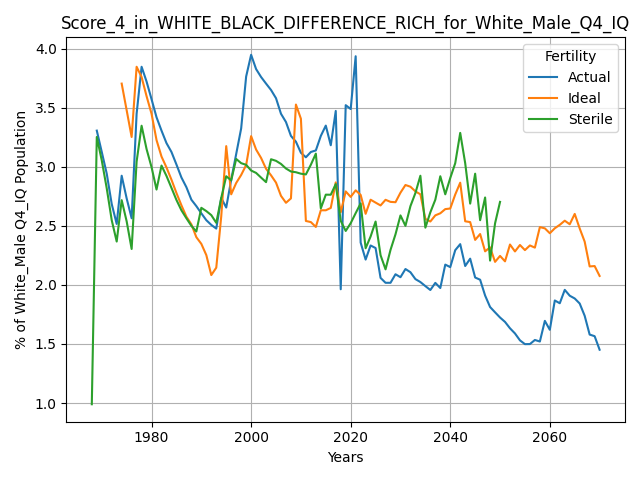 Score_4_in_WHITE_BLACK_DIFFERENCE_RICH_for_White_Male_Q4_IQ
Fertility
Actual
Ideal
Sterile
% of White_Male Q4_IQ Population
4.0
3.5
3.0
2.5
2.0
1.5
1.0
1980
2000
2020
2040
2060
Years